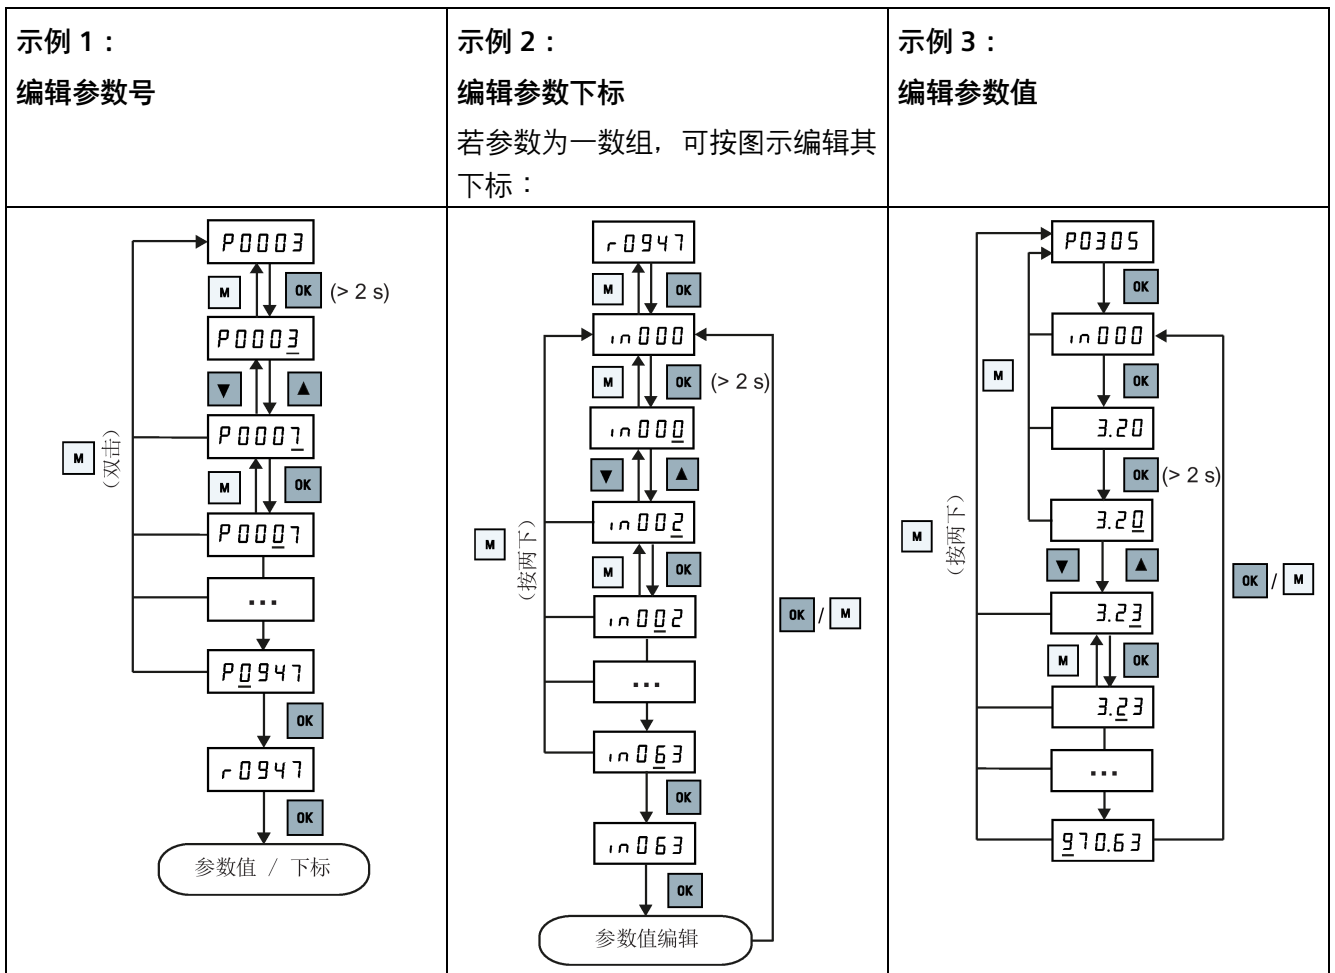 示例 1：
编辑参数号
示例 2：
编辑参数下标
若参数为一数组，可按图示编辑其
下标：
示例 3：
编辑参数值
P0003
M
OK
(> 2 s)
P0003
▼
▲
P0007
M
OK
P0007
...
P0947
OK
r0947
OK
参数值 / 下标
M
（双击）
r0947
M
OK
in000
M
OK
(> 2 s)
in000
▼
▲
in002
M
OK
in002
...
in063
OK
in063
OK
参数值编辑
M
（按两下）
OK / M
P0305
OK
in000
OK
3.20
OK
(> 2 s)
3.20
▼
▲
3.23
M
OK
3.23
...
970.63
M
M
（按两下）
OK / M